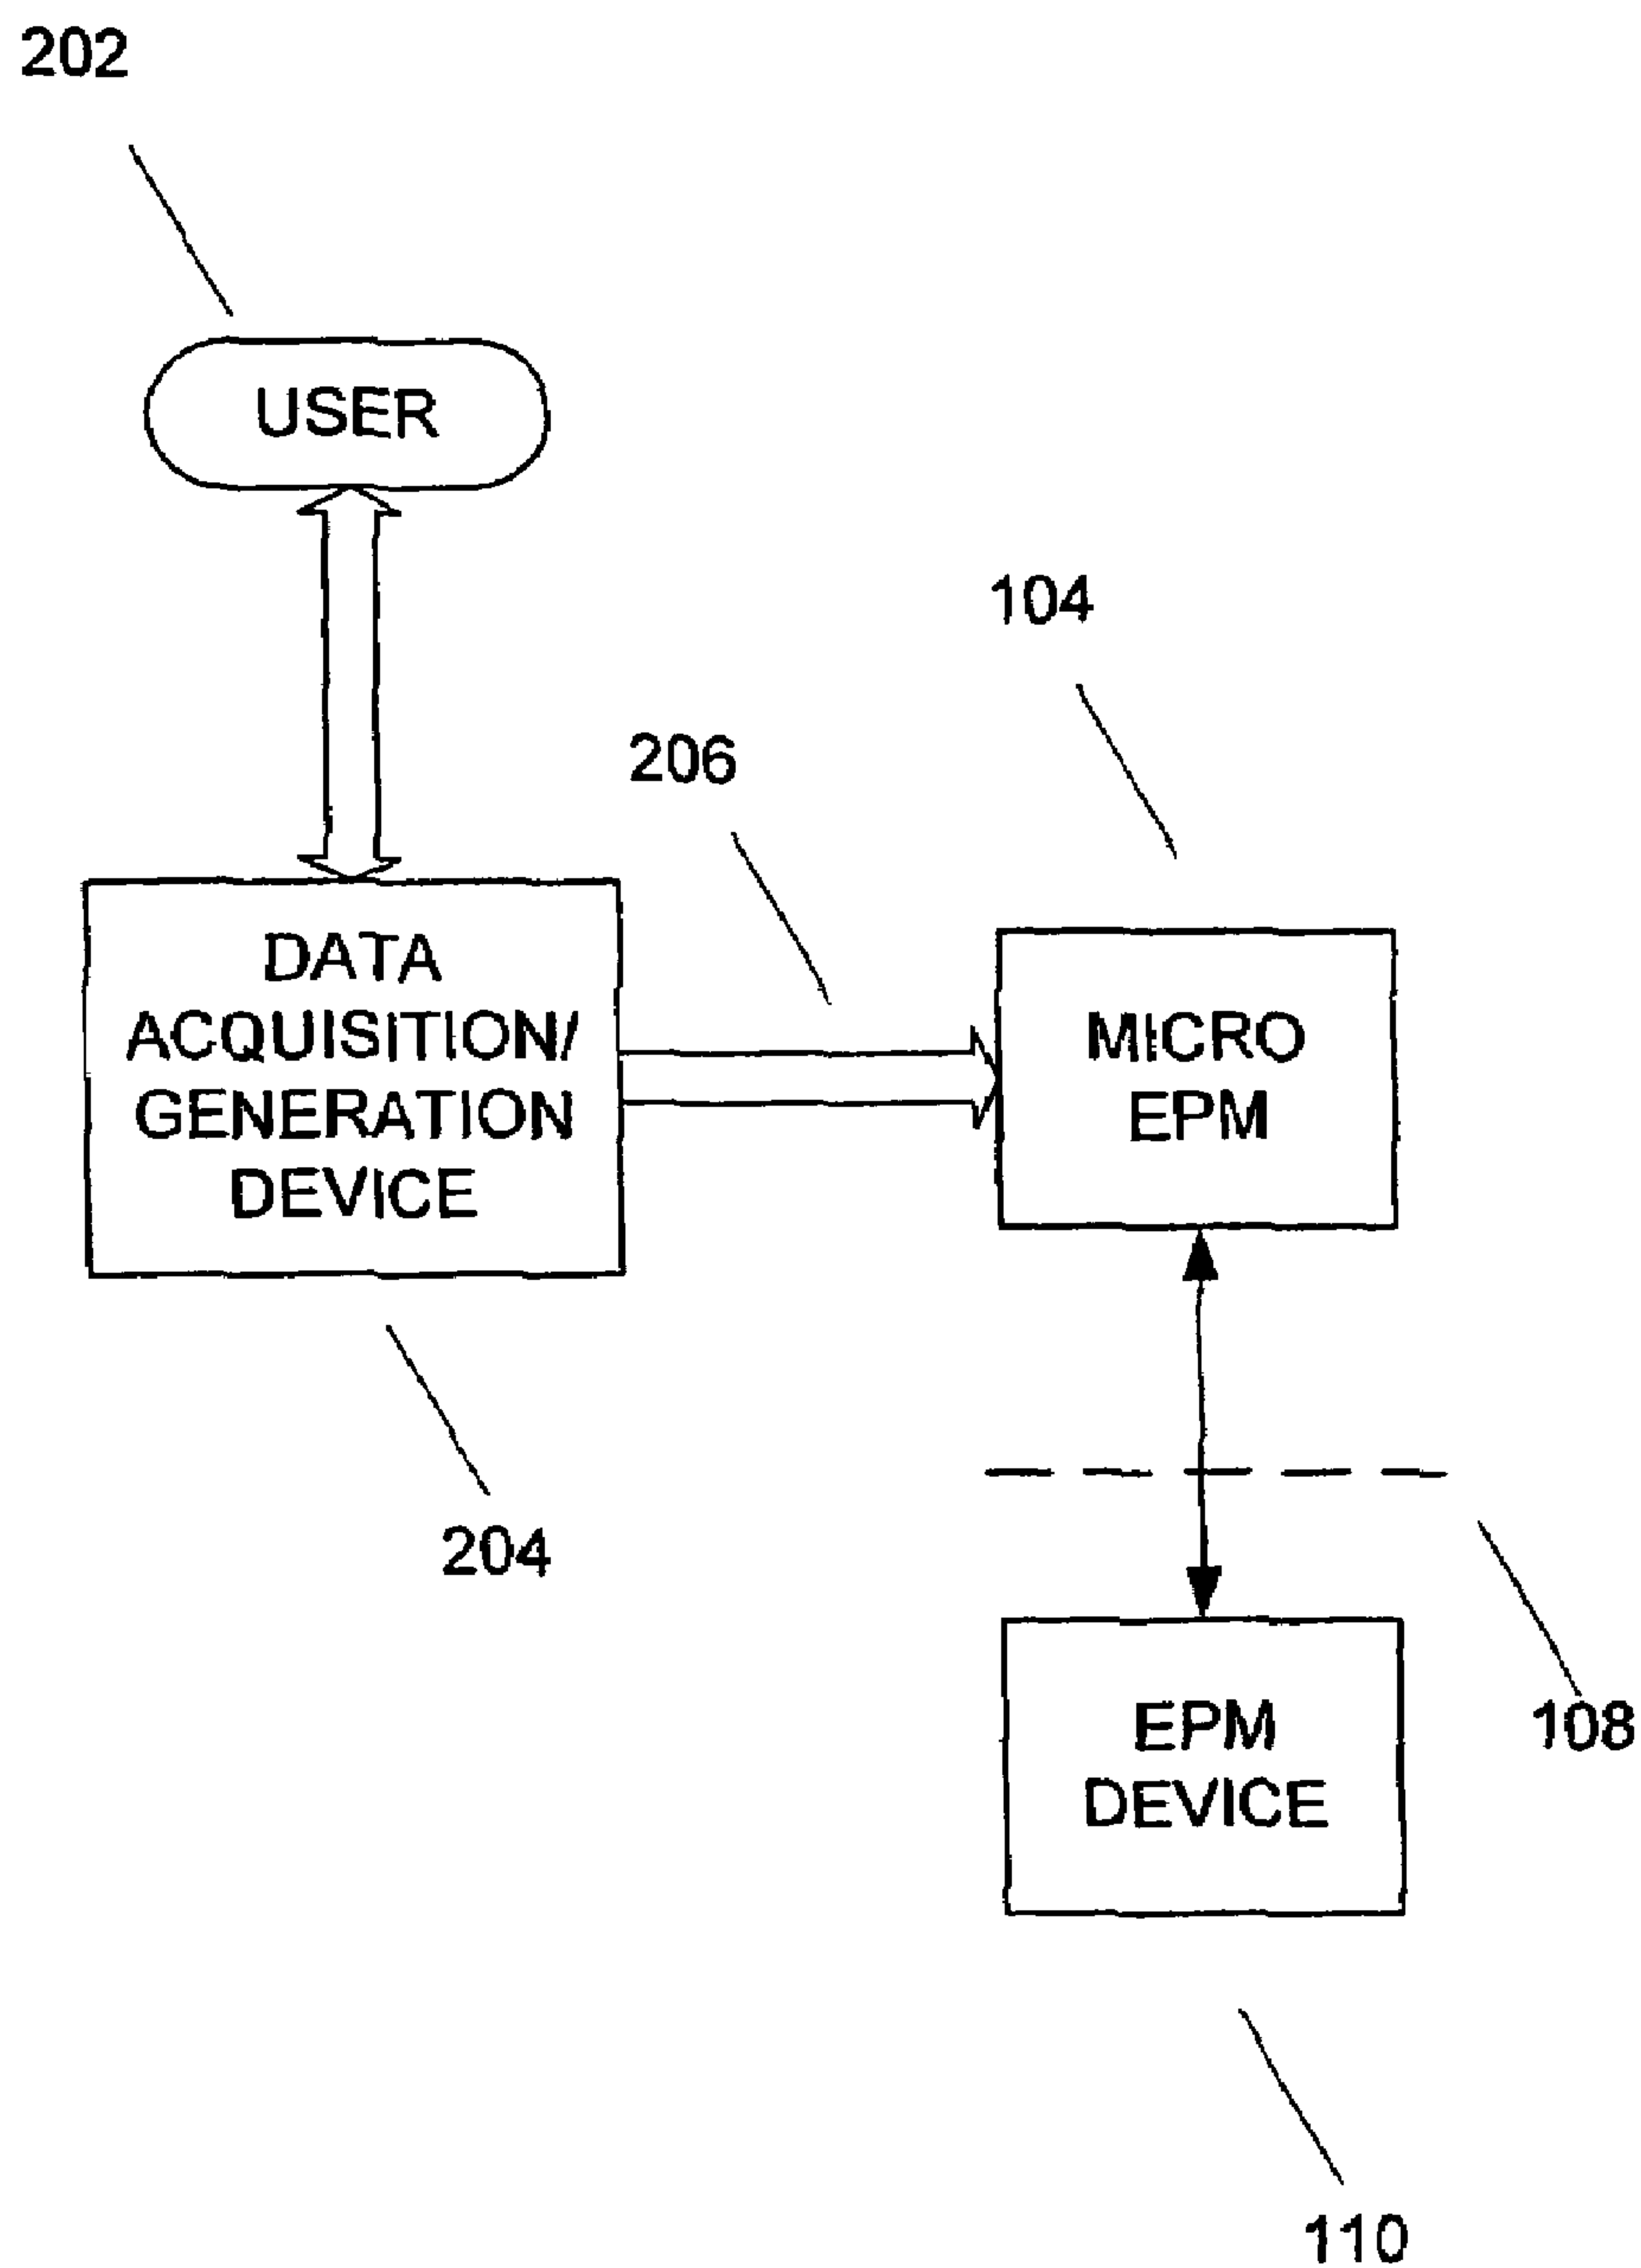 202
USER
104
206
DATA
ACQUISITION/
GENERATION
DEVICE
MICRO
EPM
204
EPM
DEVICE
108
110